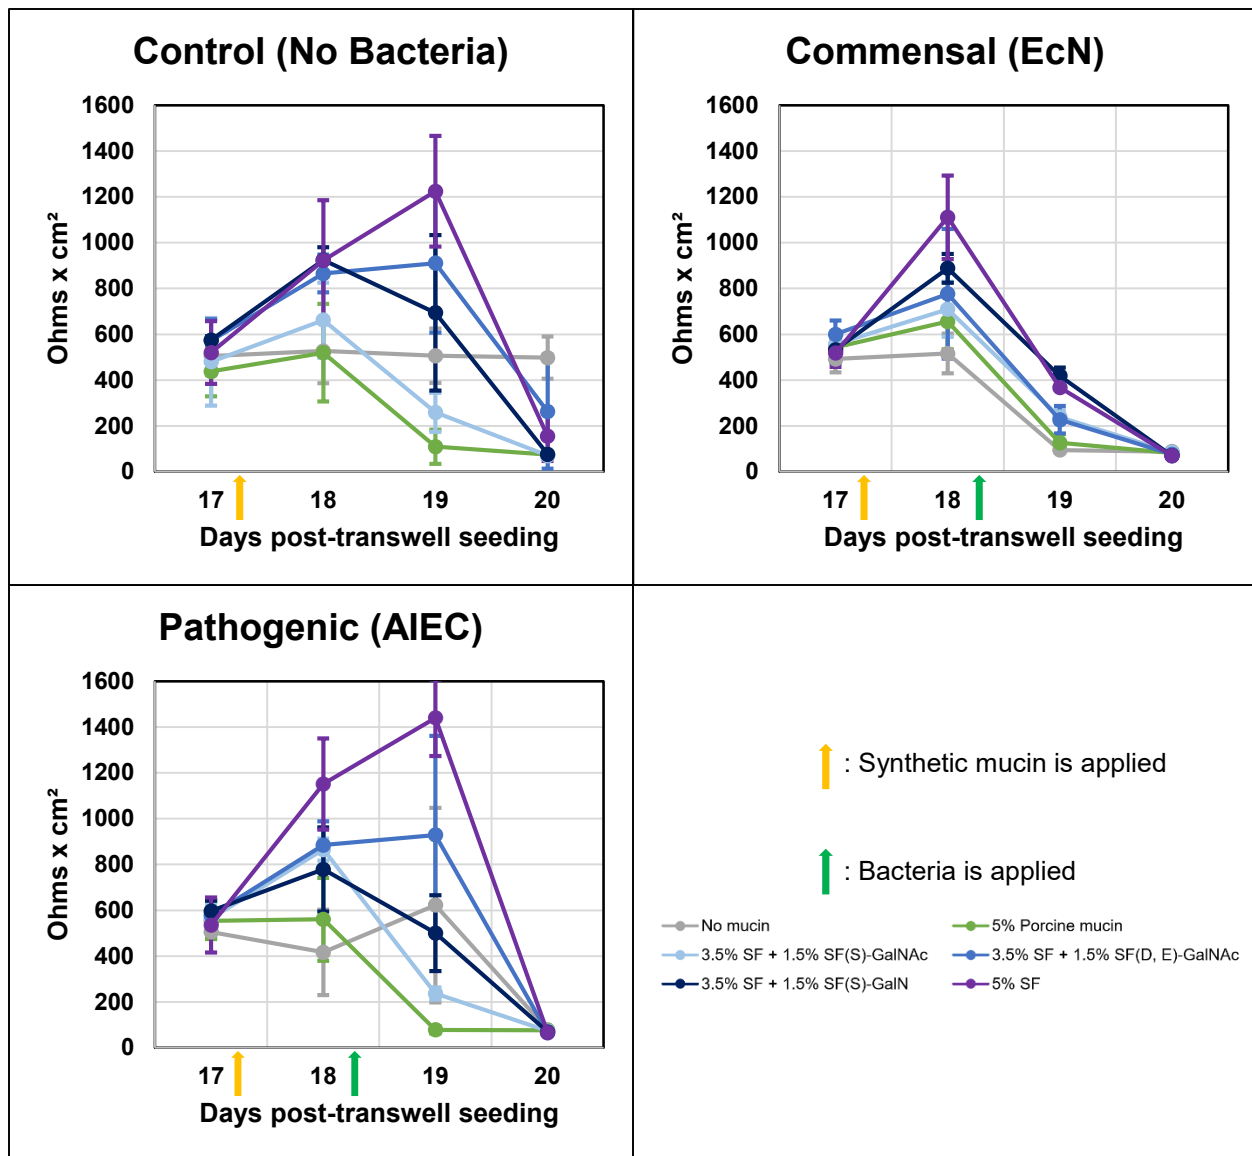 Control (No Bacteria)
1600
1400
1200
1000
800
600
400
200
0
Ohms x cm²
17 18 19 20
Days post-transwell seeding
Commensal (EcN)
1600
1400
1200
1000
800
600
400
200
0
Ohms x cm²
17 18 19 20
Days post-transwell seeding
Pathogenic (AIEC)
1600
1400
1200
1000
800
600
400
200
0
Ohms x cm²
17 18 19 20
Days post-transwell seeding
: Synthetic mucin is applied
: Bacteria is applied
No mucin 5% Porcine mucin
3.5% SF + 1.5% SF(S)-GalNAc 3.5% SF + 1.5% SF(D, E)-GalNAc
3.5% SF + 1.5% SF(S)-GalN 5% SF